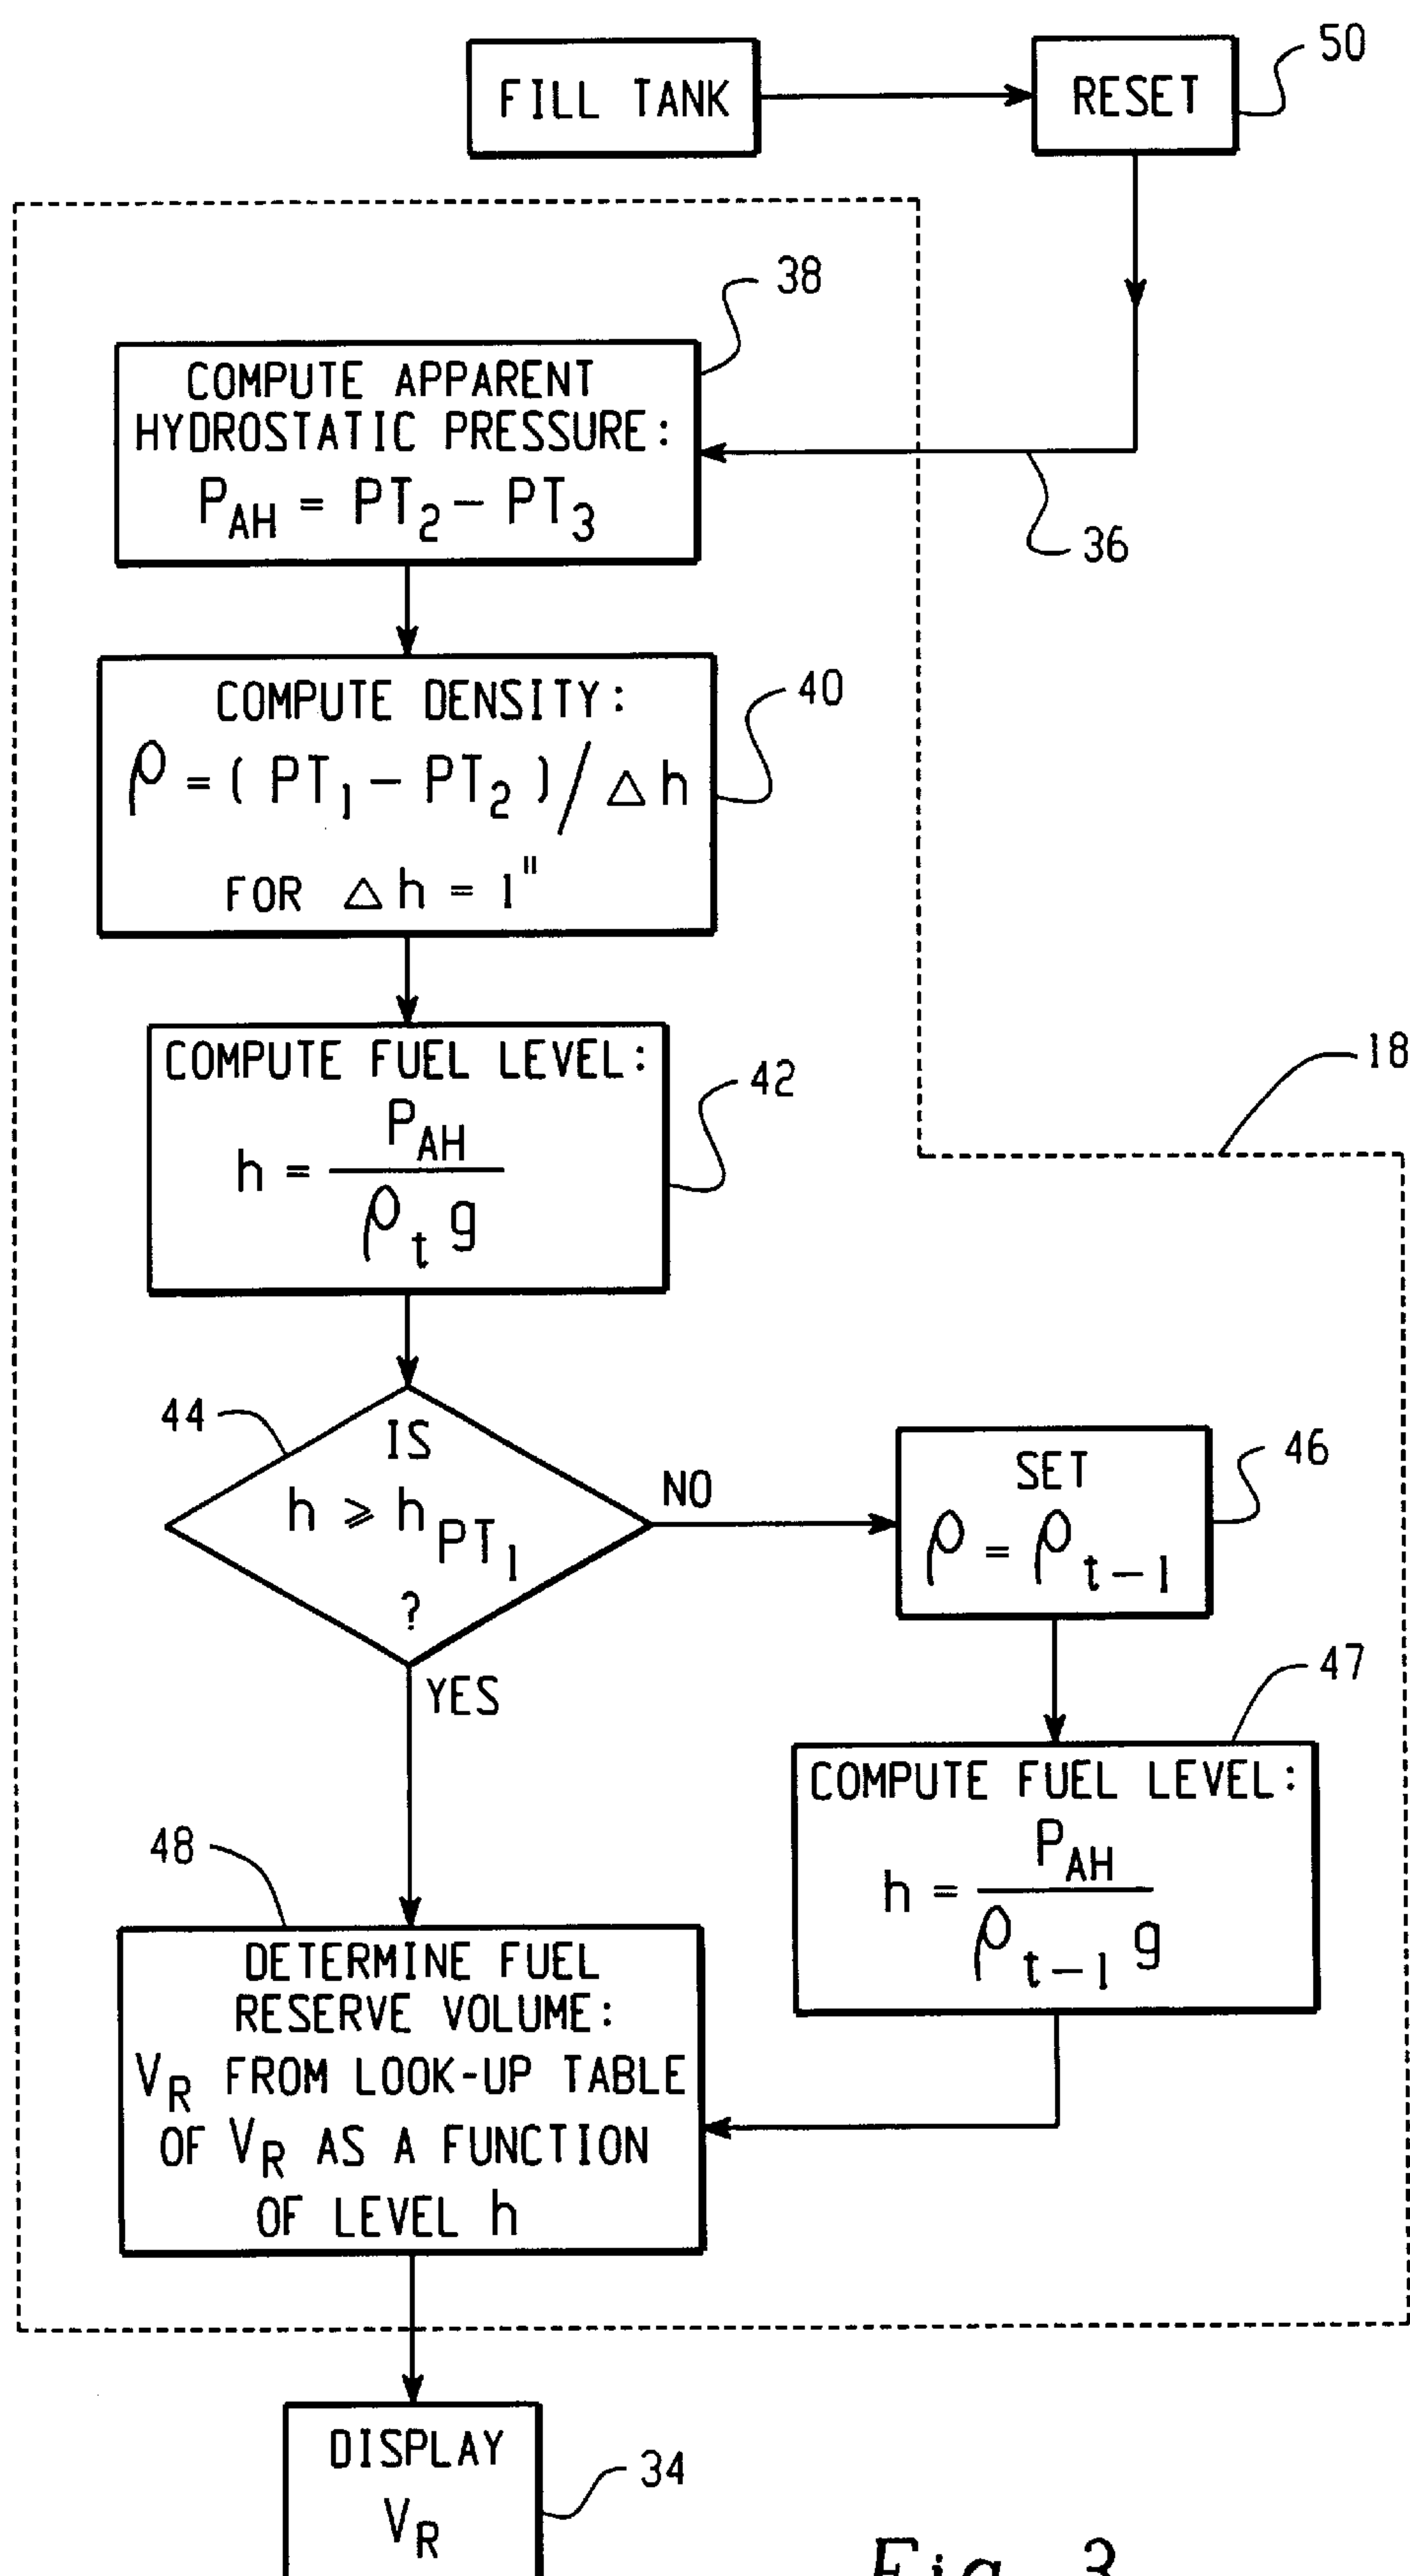 FILL TANK
RESET
50
38
COMPUTE APPARENT
HYDROSTATIC PRESSURE:
P_AH = PT_2 - PT_3
36
40
COMPUTE DENSITY:
ρ = ( PT_1 - PT_2 ) / Δh
FOR Δh = 1"
18
42
COMPUTE FUEL LEVEL:
h = P_AH / ρ_t g
44
IS
h ⩾ h_PT_1
?
NO
YES
46
SET
ρ = ρ_t-1
47
COMPUTE FUEL LEVEL:
h = P_AH / ρ_t-1 g
48
DETERMINE FUEL
RESERVE VOLUME:
V_R FROM LOOK-UP TABLE
OF V_R AS A FUNCTION
OF LEVEL h
34
DISPLAY
V_R
Fig. 3